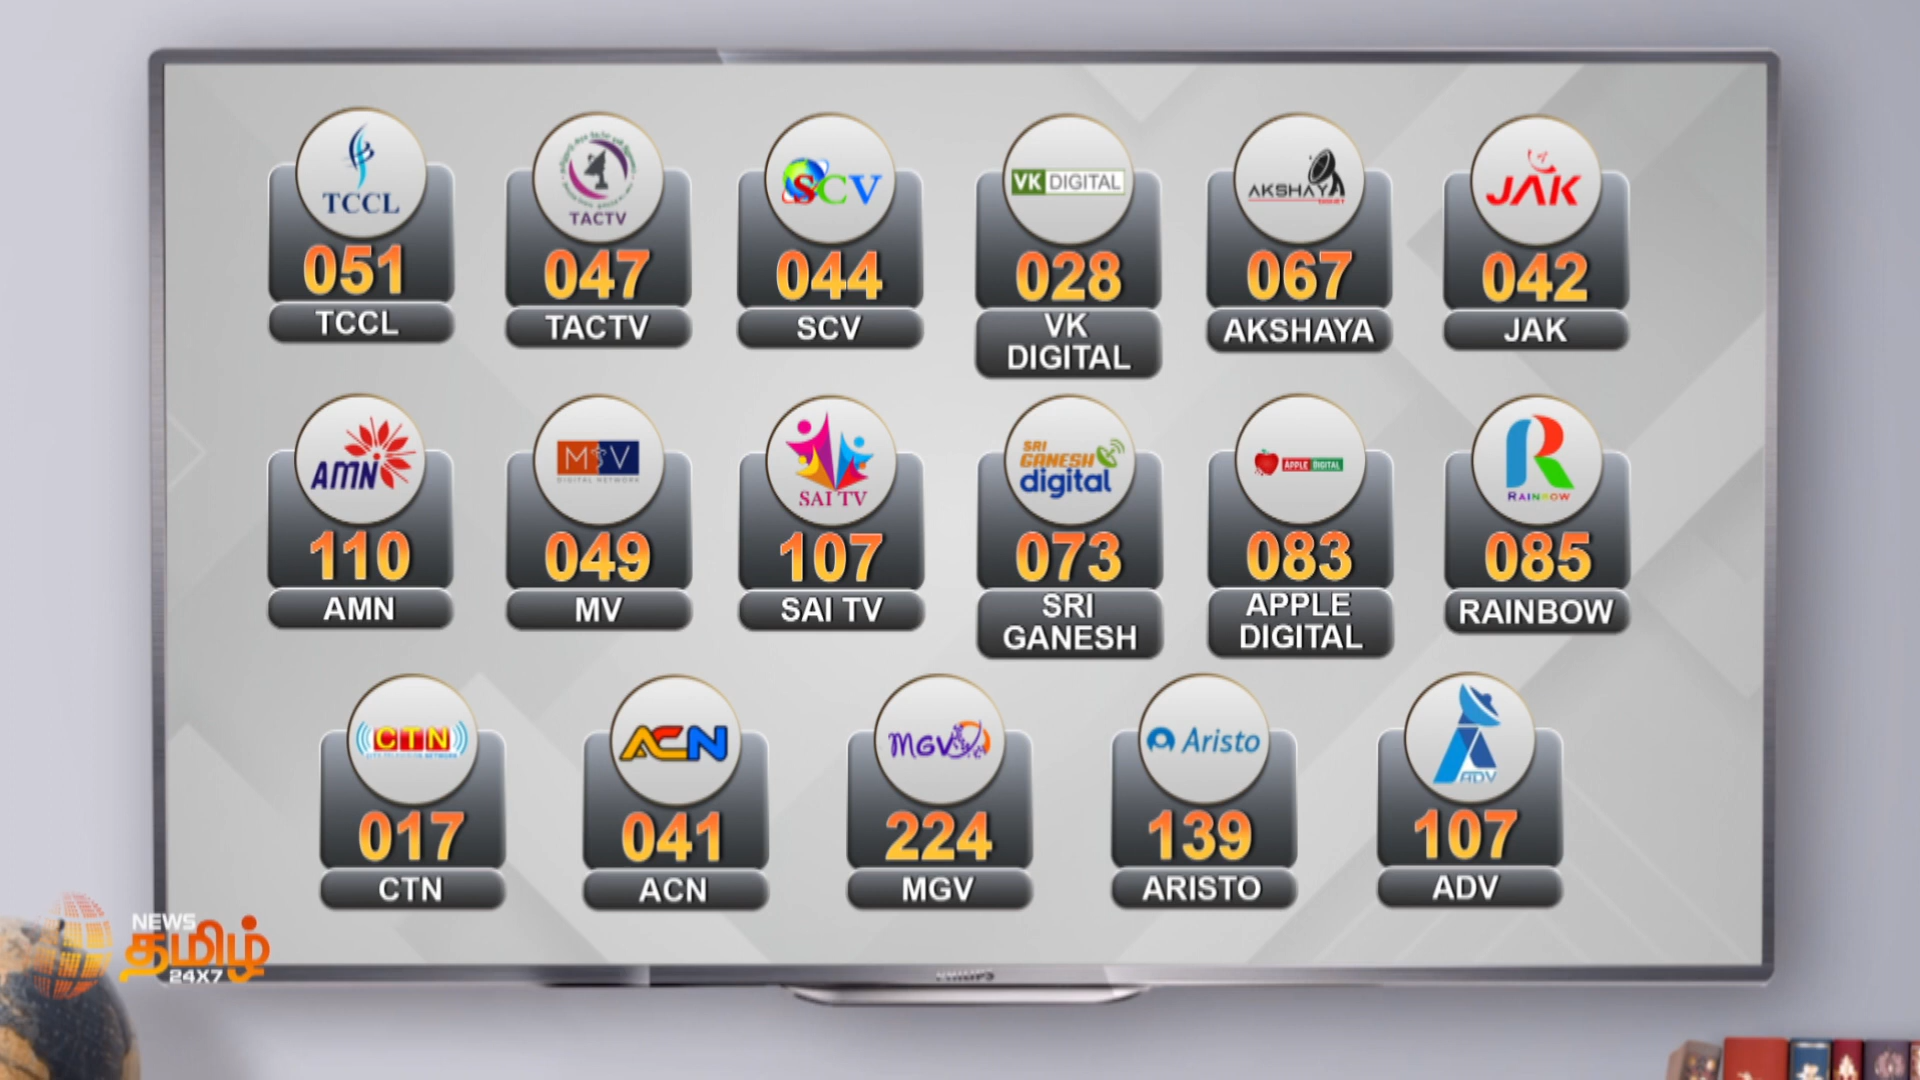 TCCL
TACTV
SCV
VK DIGITAL
AKSHAYA
JAK
051
047
044
028
067
042
TCCL
TACTV
SCV
VK
DIGITAL
AKSHAYA
JAK
AMN
MV
DIGITAL NETWORK
SAI TV
SRI
GANESH
digital
APPLE DIGITAL
R
RAINBOW
110
049
107
073
083
085
AMN
MV
SAI TV
SRI
GANESH
APPLE
DIGITAL
RAINBOW
CTN
ACN
MGV
Aristo
ADV
017
041
224
139
107
CTN
ACN
MGV
ARISTO
ADV
NEWS
தமிழ்
24X7
PHILIPS